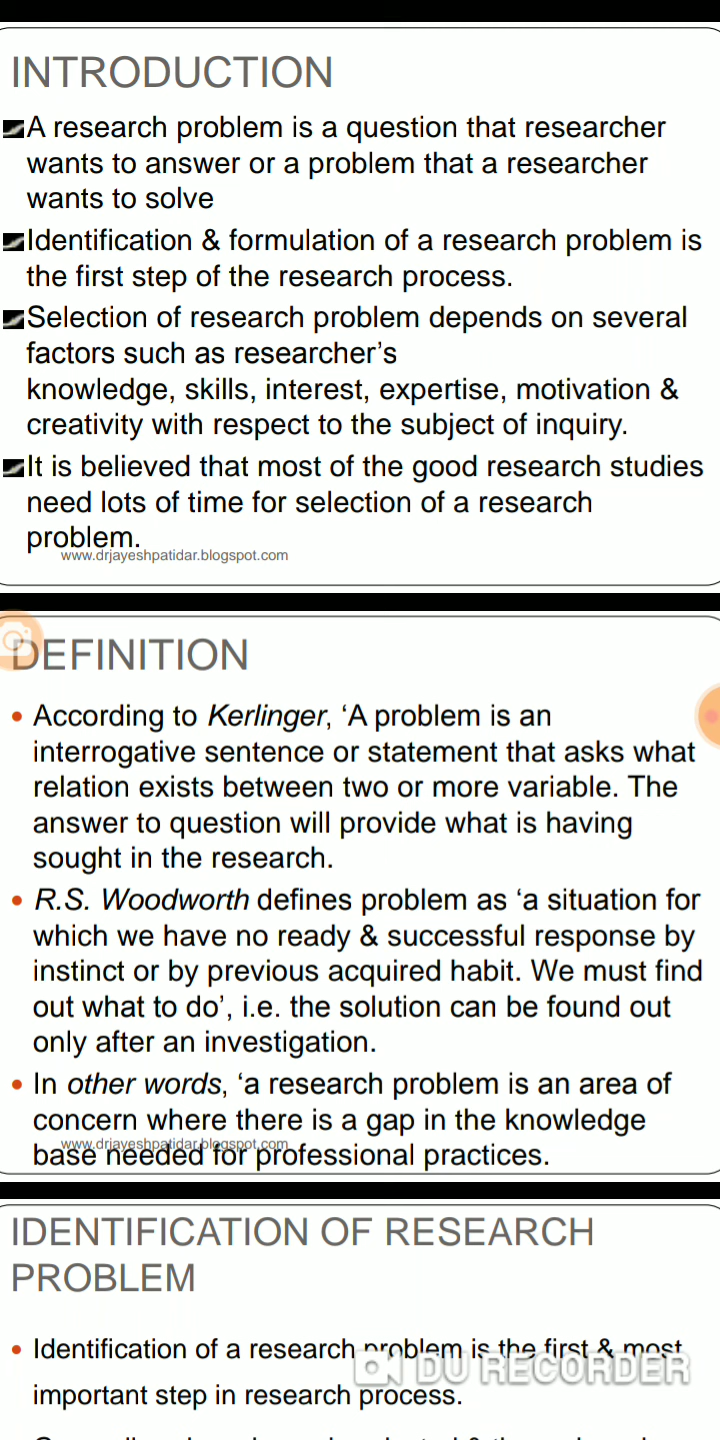 INTRODUCTION
A research problem is a question that researcher
wants to answer or a problem that a researcher
wants to solve
Identification & formulation of a research problem is
the first step of the research process.
Selection of research problem depends on several
factors such as researcher’s
knowledge, skills, interest, expertise, motivation &
creativity with respect to the subject of inquiry.
It is believed that most of the good research studies
need lots of time for selection of a research
problem.
www.drjayeshpatidar.blogspot.com
DEFINITION
• According to Kerlinger, ‘A problem is an
interrogative sentence or statement that asks what
relation exists between two or more variable. The
answer to question will provide what is having
sought in the research.
• R.S. Woodworth defines problem as ‘a situation for
which we have no ready & successful response by
instinct or by previous acquired habit. We must find
out what to do’, i.e. the solution can be found out
only after an investigation.
• In other words, ‘a research problem is an area of
concern where there is a gap in the knowledge
www.drjayeshpatidar.blogspot.com
base needed for professional practices.
IDENTIFICATION OF RESEARCH
PROBLEM
• Identification of a research problem is the first & most
DU RECORDER
important step in research process.